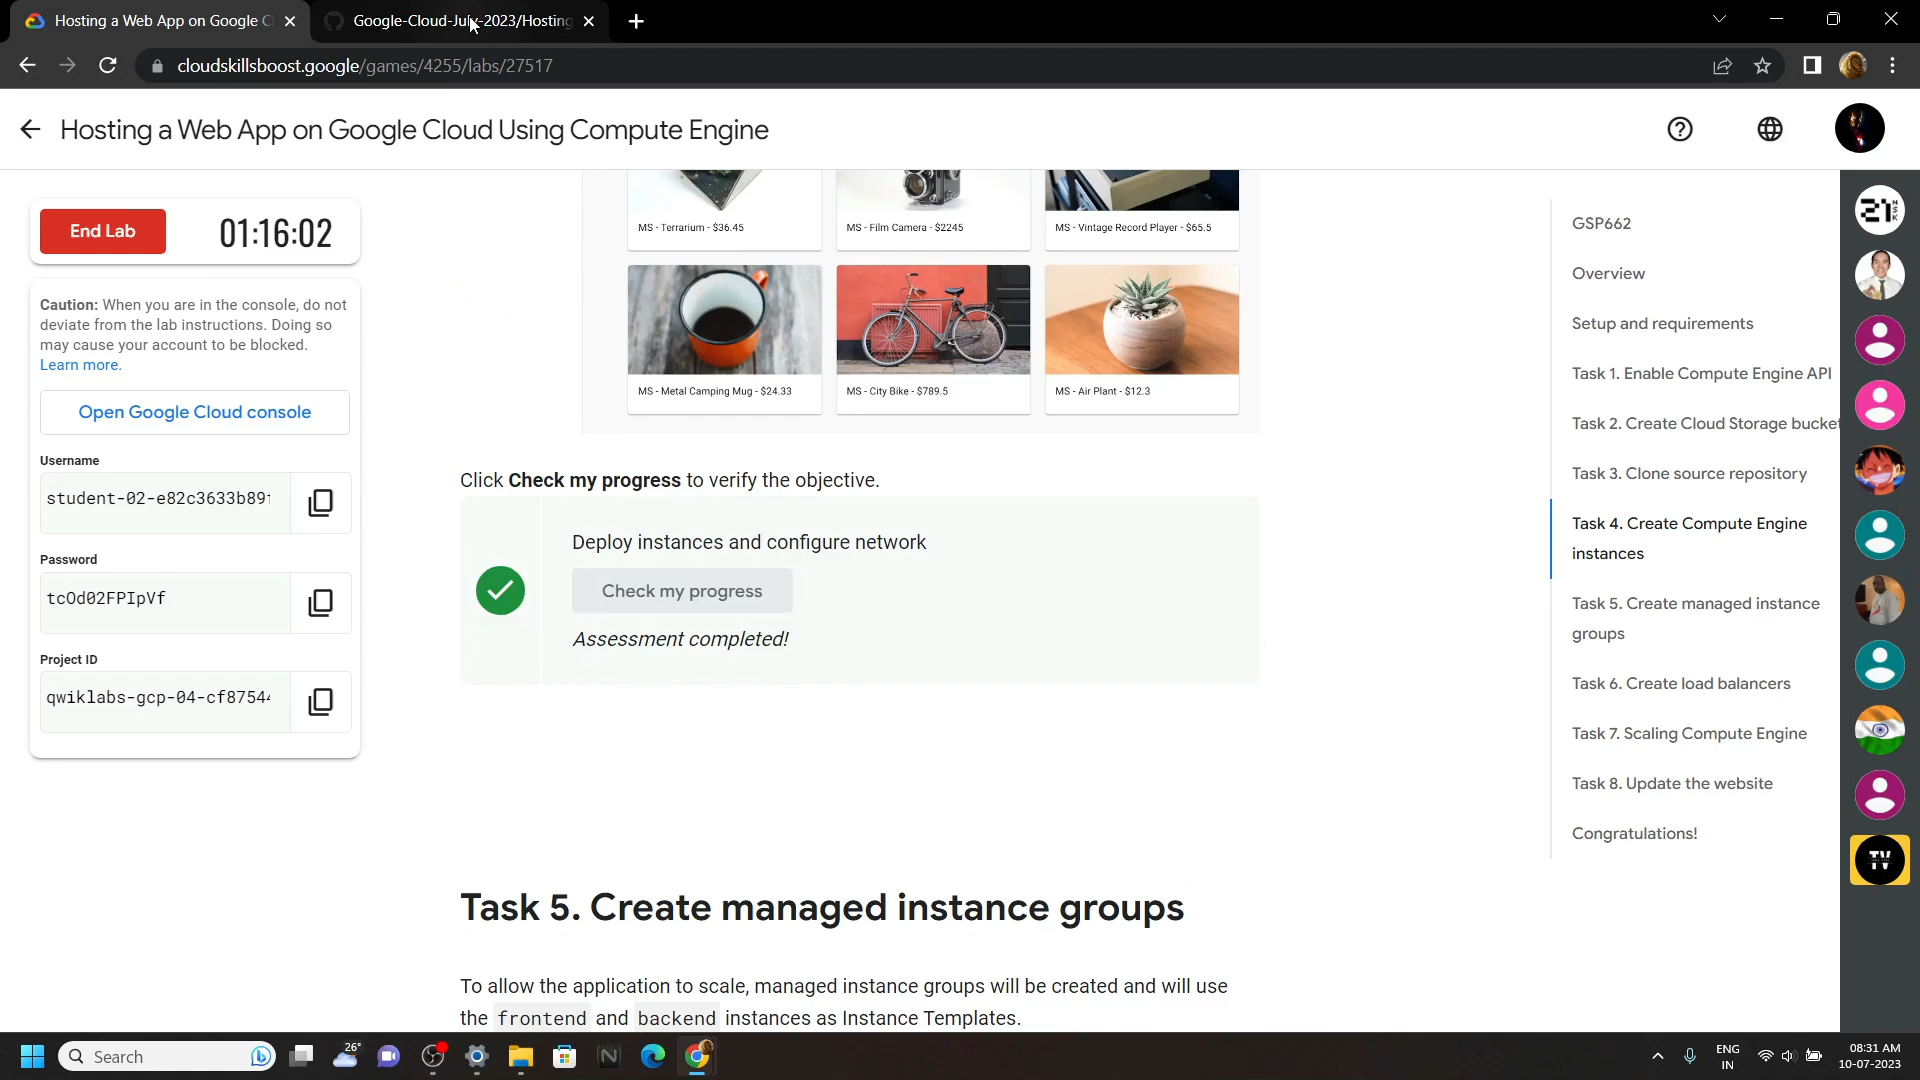 Hosting a Web App on Google C
Google-Cloud-July-2023/Hosting
cloudskillsboost.google/games/4255/labs/27517
Hosting a Web App on Google Cloud Using Compute Engine
End Lab
01:16:02
Caution: When you are in the console, do not
deviate from the lab instructions. Doing so
may cause your account to be blocked.
Learn more.
Open Google Cloud console
Username
student-02-e82c3633b89
Password
tcOd02FPIpVf
Project ID
qwiklabs-gcp-04-cf8754
MS - Terrarium - $36.45
MS - Film Camera - $2245
MS - Vintage Record Player - $65.5
MS - Metal Camping Mug - $24.33
MS - City Bike - $789.5
MS - Air Plant - $12.3
Click Check my progress to verify the objective.
Deploy instances and configure network
Check my progress
Assessment completed!
Task 5. Create managed instance groups
To allow the application to scale, managed instance groups will be created and will use
the frontend and backend instances as Instance Templates.
GSP662
Overview
Setup and requirements
Task 1. Enable Compute Engine API
Task 2. Create Cloud Storage bucket
Task 3. Clone source repository
Task 4. Create Compute Engine
instances
Task 5. Create managed instance
groups
Task 6. Create load balancers
Task 7. Scaling Compute Engine
Task 8. Update the website
Congratulations!
21
NSK
TV
Search
26°
ENG
IN
08:31 AM
10-07-2023